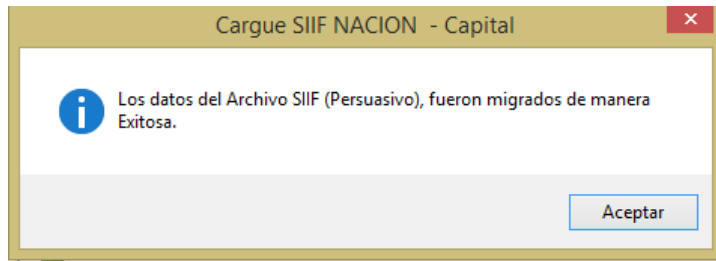 Cargue SIIF NACION - Capital
Los datos del Archivo SIIF (Persuasivo), fueron migrados de manera
Exitosa.
Aceptar